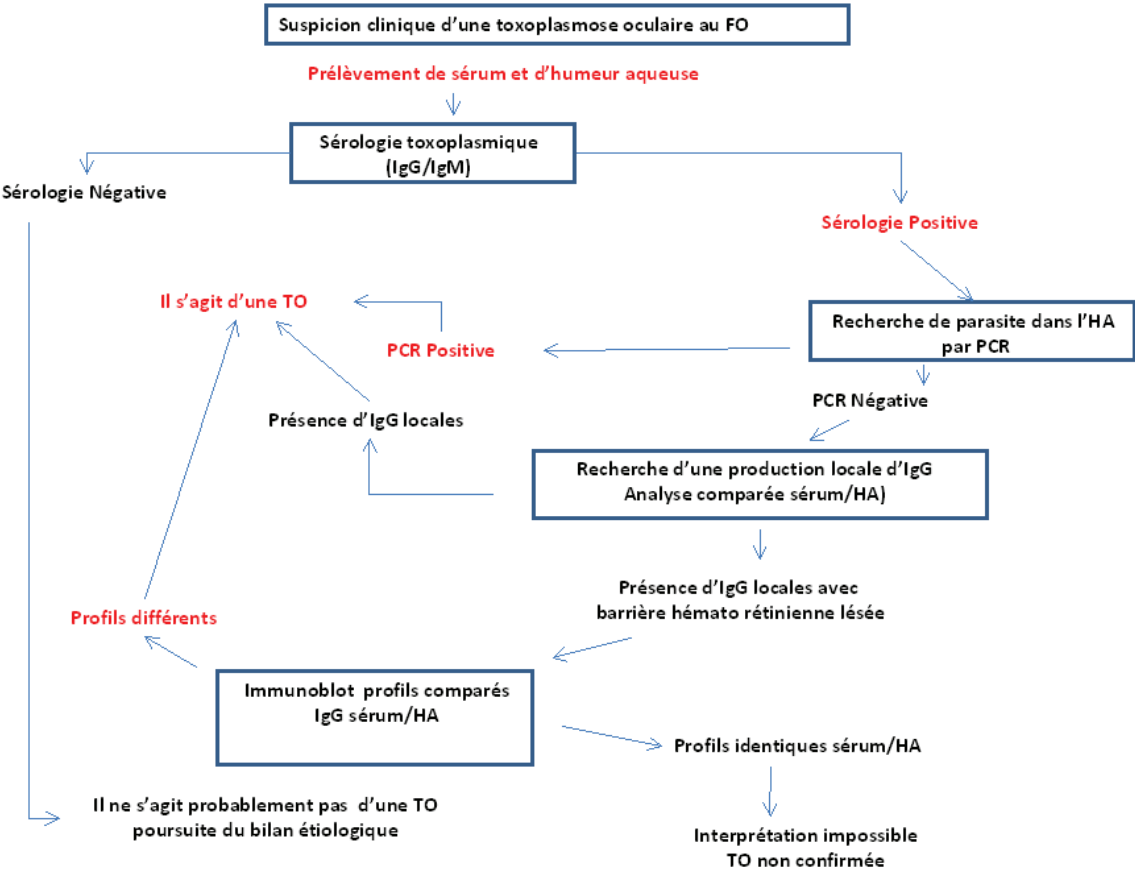 Suspicion clinique d'une toxoplasmose oculaire au FO
Prélèvement de sérum et d'humeur aqueuse
Sérologie toxoplasmique
(IgG/IgM)
Sérologie Négative
Sérologie Positive
Il s'agit d'une TO
Recherche de parasite dans l'HA
par PCR
PCR Positive
PCR Négative
Présence d'IgG locales
Recherche d'une production locale d'IgG
Analyse comparée sérum/HA)
Présence d'IgG locales avec
barrière hémato rétinienne lésée
Profils différents
Immunoblot profils comparés
IgG sérum/HA
Profils identiques sérum/HA
Il ne s'agit probablement pas d'une TO
poursuite du bilan étiologique
Interprétation impossible
TO non confirmée